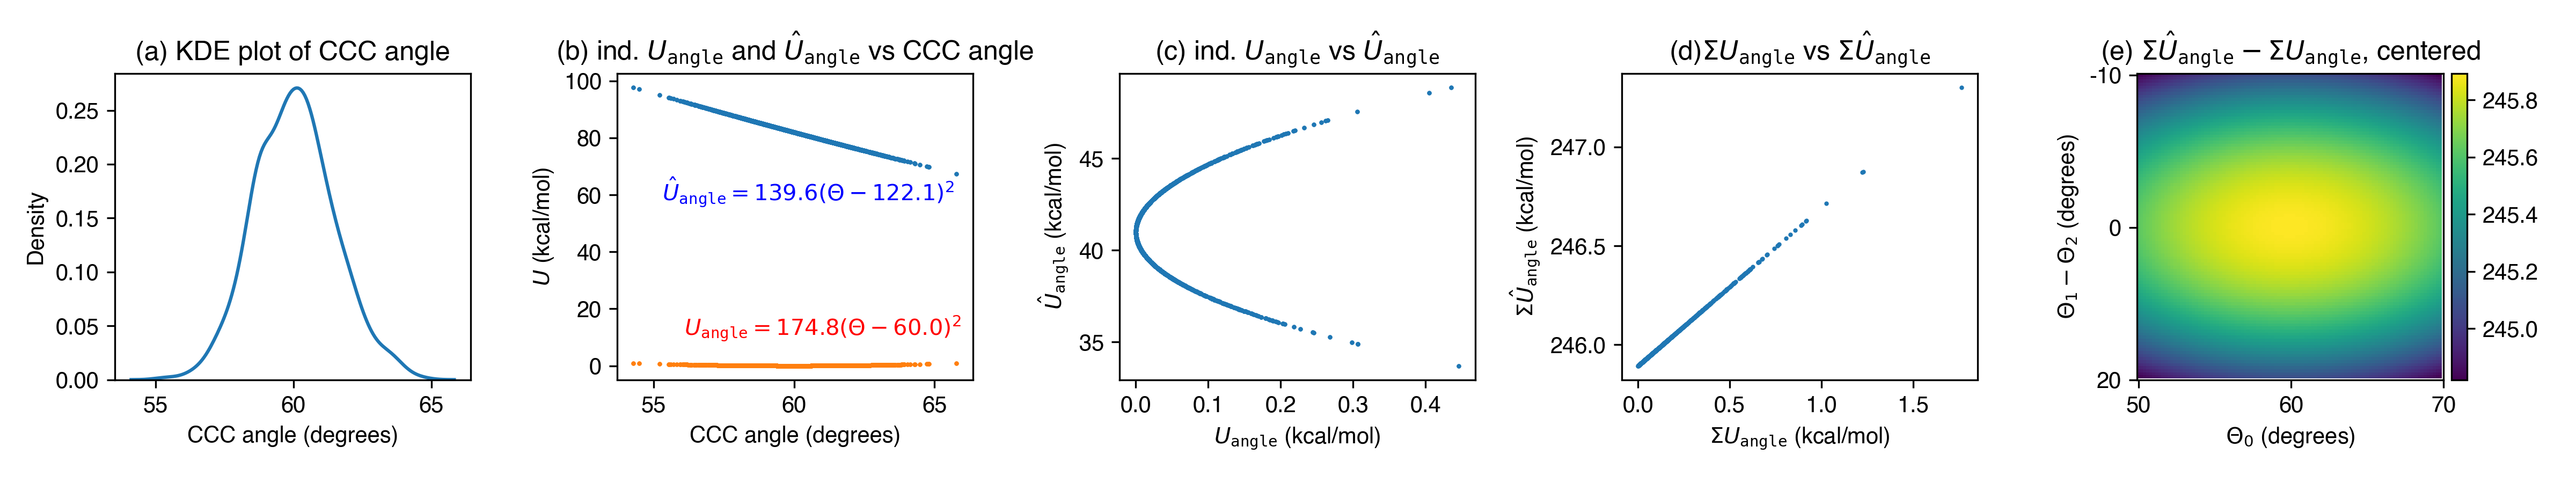 (a) KDE plot of CCC angle
Density
0.25
0.20
0.15
0.10
0.05
0.00
55 60 65
CCC angle (degrees)
(b) ind. U_angle and Û_angle vs CCC angle
U (kcal/mol)
100
80
60
40
20
0
Û_angle = 139.6(Θ − 122.1)²
U_angle = 174.8(Θ − 60.0)²
55 60 65
CCC angle (degrees)
(c) ind. U_angle vs Û_angle
Û_angle (kcal/mol)
45
40
35
0.0 0.1 0.2 0.3 0.4
U_angle (kcal/mol)
(d)ΣU_angle vs ΣÛ_angle
ΣÛ_angle (kcal/mol)
247.0
246.5
246.0
0.0 0.5 1.0 1.5
ΣU_angle (kcal/mol)
(e) ΣÛ_angle − ΣU_angle, centered
Θ₁ − Θ₂ (degrees)
-10
0
20
50 60 70
Θ₀ (degrees)
245.8
245.6
245.4
245.2
245.0